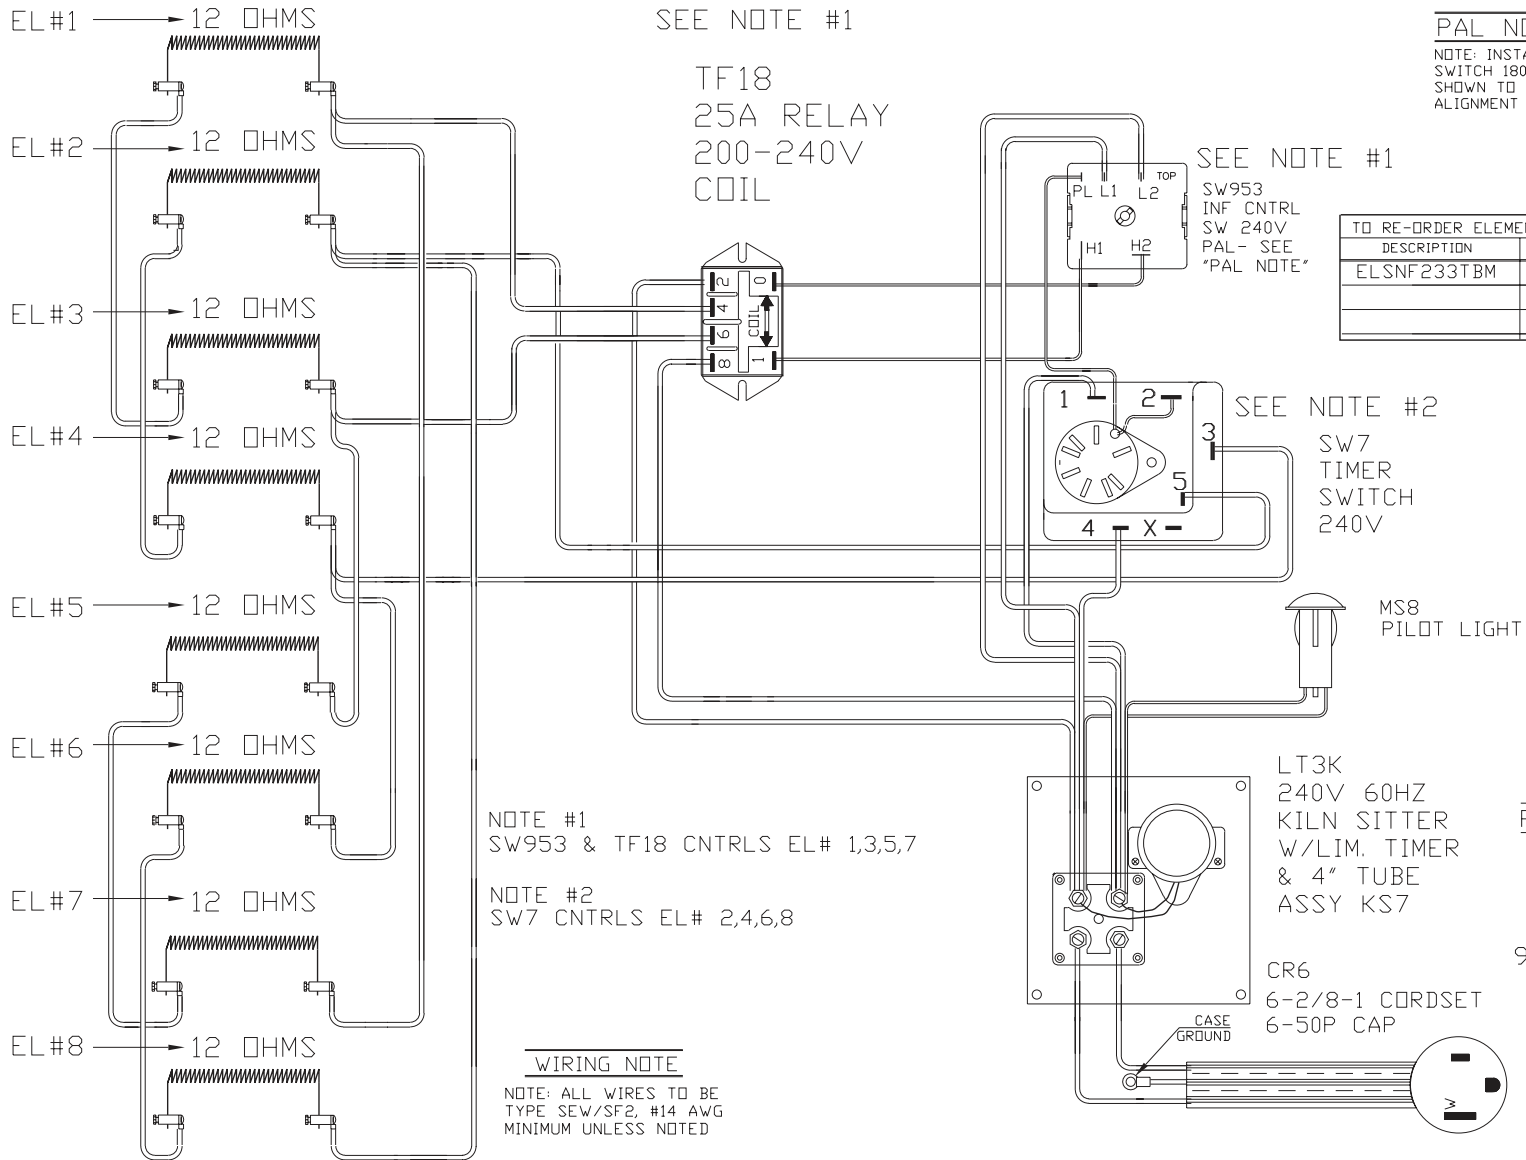 EL#1
12 OHMS
SEE NOTE #1
PAL
NOTE:
SWITCH
SHOWN TO
ALIGNMENT
TF18
25A RELAY
200-240V
COIL
EL#2
12 OHMS
SEE NOTE #1
SW953
INF CNTRL
SW 240V
PAL- SEE
"PAL NOTE"
PL L1 L2 TOP
H1 H2
TO RE-ORDER
DESCRIPTION
ELSNF233TBM
2 0
4
COIL
6
8 1
EL#3
12 OHMS
1 2
3
5
4 X
SEE NOTE #2
SW7
TIMER
SWITCH
240V
EL#4
12 OHMS
EL#5
12 OHMS
MS8
PILOT LIGHT
EL#6
12 OHMS
LT3K
240V 60HZ
KILN SITTER
W/LIM. TIMER
& 4" TUBE
ASSY KS7
NOTE #1
SW953 & TF18 CNTRLS EL# 1,3,5,7
NOTE #2
SW7 CNTRLS EL# 2,4,6,8
EL#7
12 OHMS
CR6
6-2/8-1 CORDSET
6-50P CAP
CASE
GROUND
W
EL#8
12 OHMS
WIRING NOTE
NOTE: ALL WIRES TO BE
TYPE SEW/SF2, #14 AWG
MINIMUM UNLESS NOTED